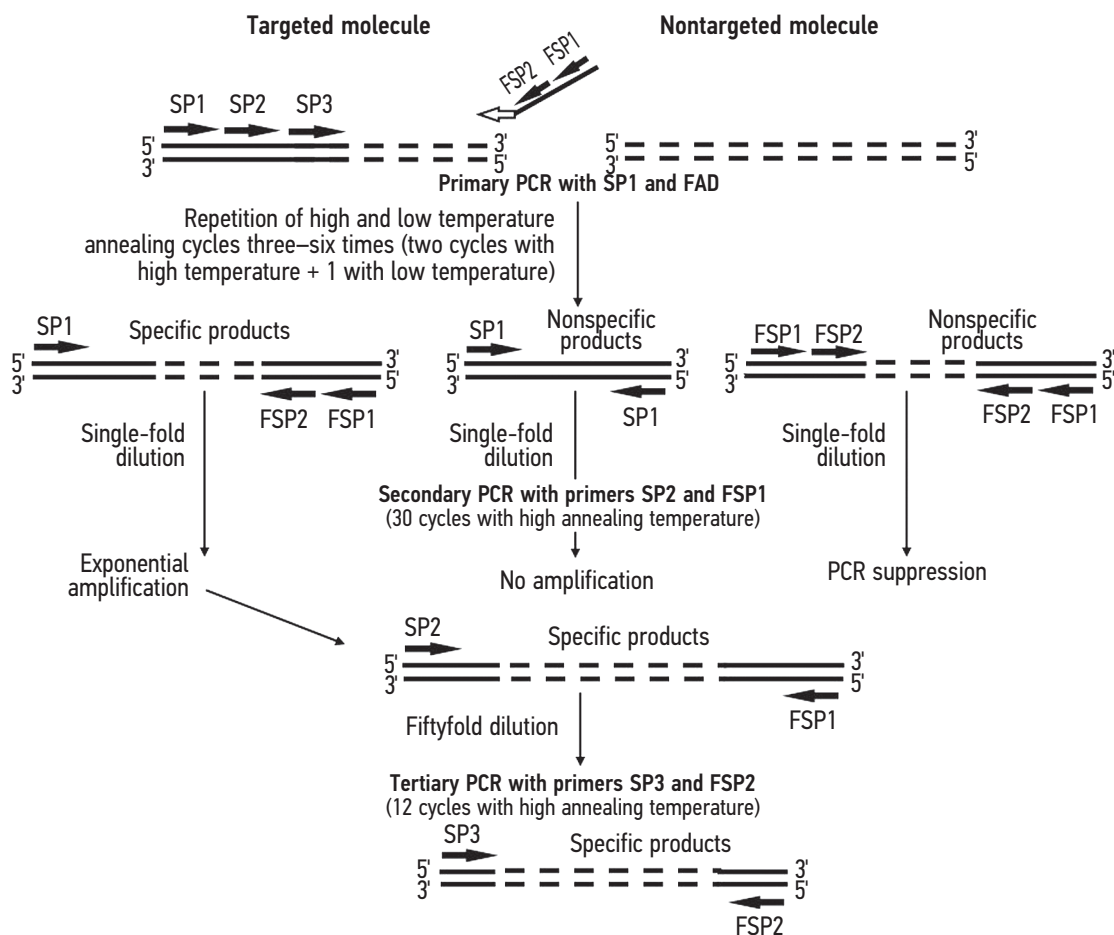 Targeted molecule
Nontargeted molecule
FSP2 FSP1
SP1 SP2 SP3
5' 3'
3' 5'
5' 3'
3' 5'
Primary PCR with SP1 and FAD
Repetition of high and low temperature
annealing cycles three–six times (two cycles with
high temperature + 1 with low temperature)
SP1
Specific products
5' 3'
3' 5'
FSP2 FSP1
Single-fold
dilution
SP1
Nonspecific
products
5' 3'
3' 5'
SP1
Single-fold
dilution
FSP1 FSP2
Nonspecific
products
5' 3'
3' 5'
FSP2 FSP1
Single-fold
dilution
Secondary PCR with primers SP2 and FSP1
(30 cycles with high annealing temperature)
Exponential
amplification
No amplification
PCR suppression
SP2
Specific products
5' 3'
3' 5'
FSP1
Fiftyfold dilution
Tertiary PCR with primers SP3 and FSP2
(12 cycles with high annealing temperature)
SP3
Specific products
5' 3'
3' 5'
FSP2